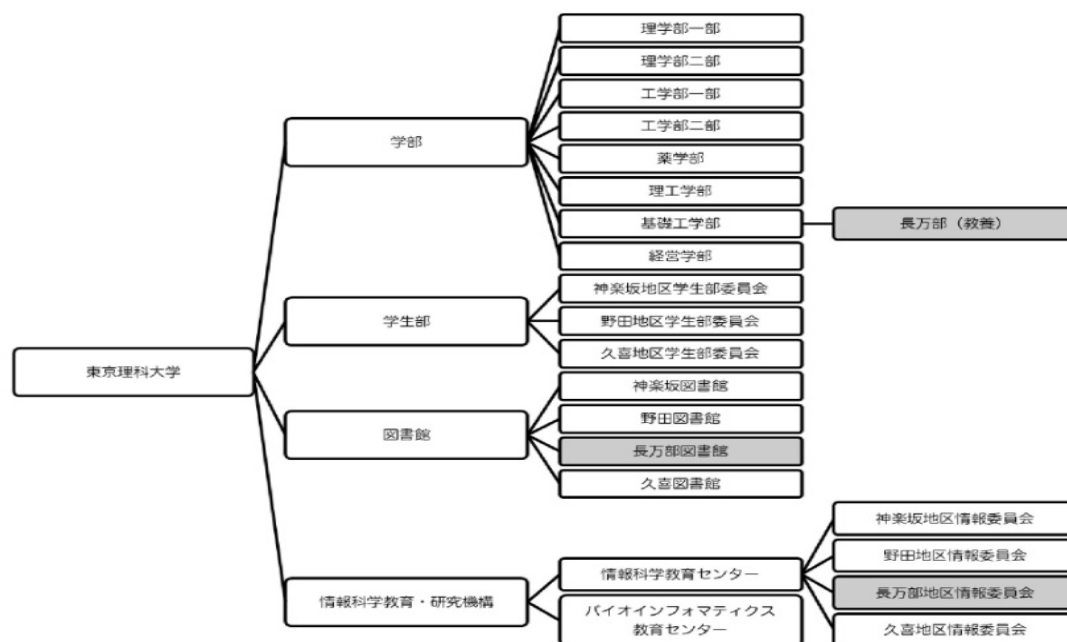 東京理科大学
学部
理学部一部
理学部二部
工学部一部
工学部二部
薬学部
理工学部
基礎工学部
長万部（教養）
経営学部
学生部
神楽坂地区学生部委員会
野田地区学生部委員会
久喜地区学生部委員会
図書館
神楽坂図書館
野田図書館
長万部図書館
久喜図書館
情報科学教育・研究機構
情報科学教育センター
神楽坂地区情報委員会
野田地区情報委員会
長万部地区情報委員会
久喜地区情報委員会
バイオインフォマティクス
教育センター